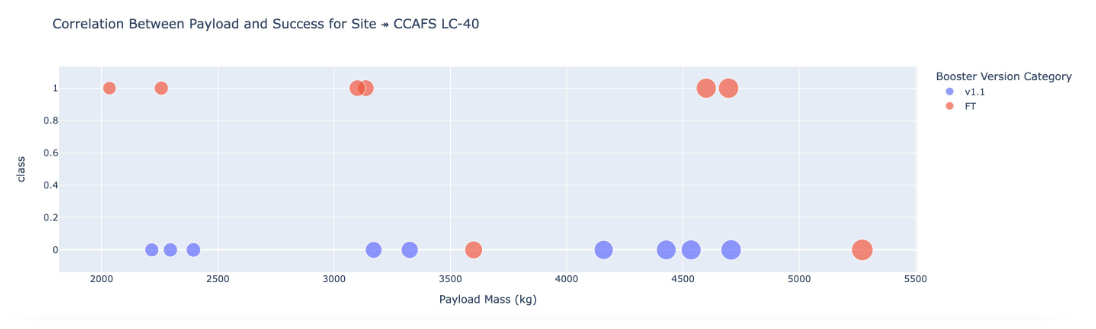 Correlation Between Payload and Success for Site ↠ CCAFS LC-40
Booster Version Category
v1.1
FT
1
0.8
0.6
0.4
0.2
0
class
2000 2500 3000 3500 4000 4500 5000 5500
Payload Mass (kg)